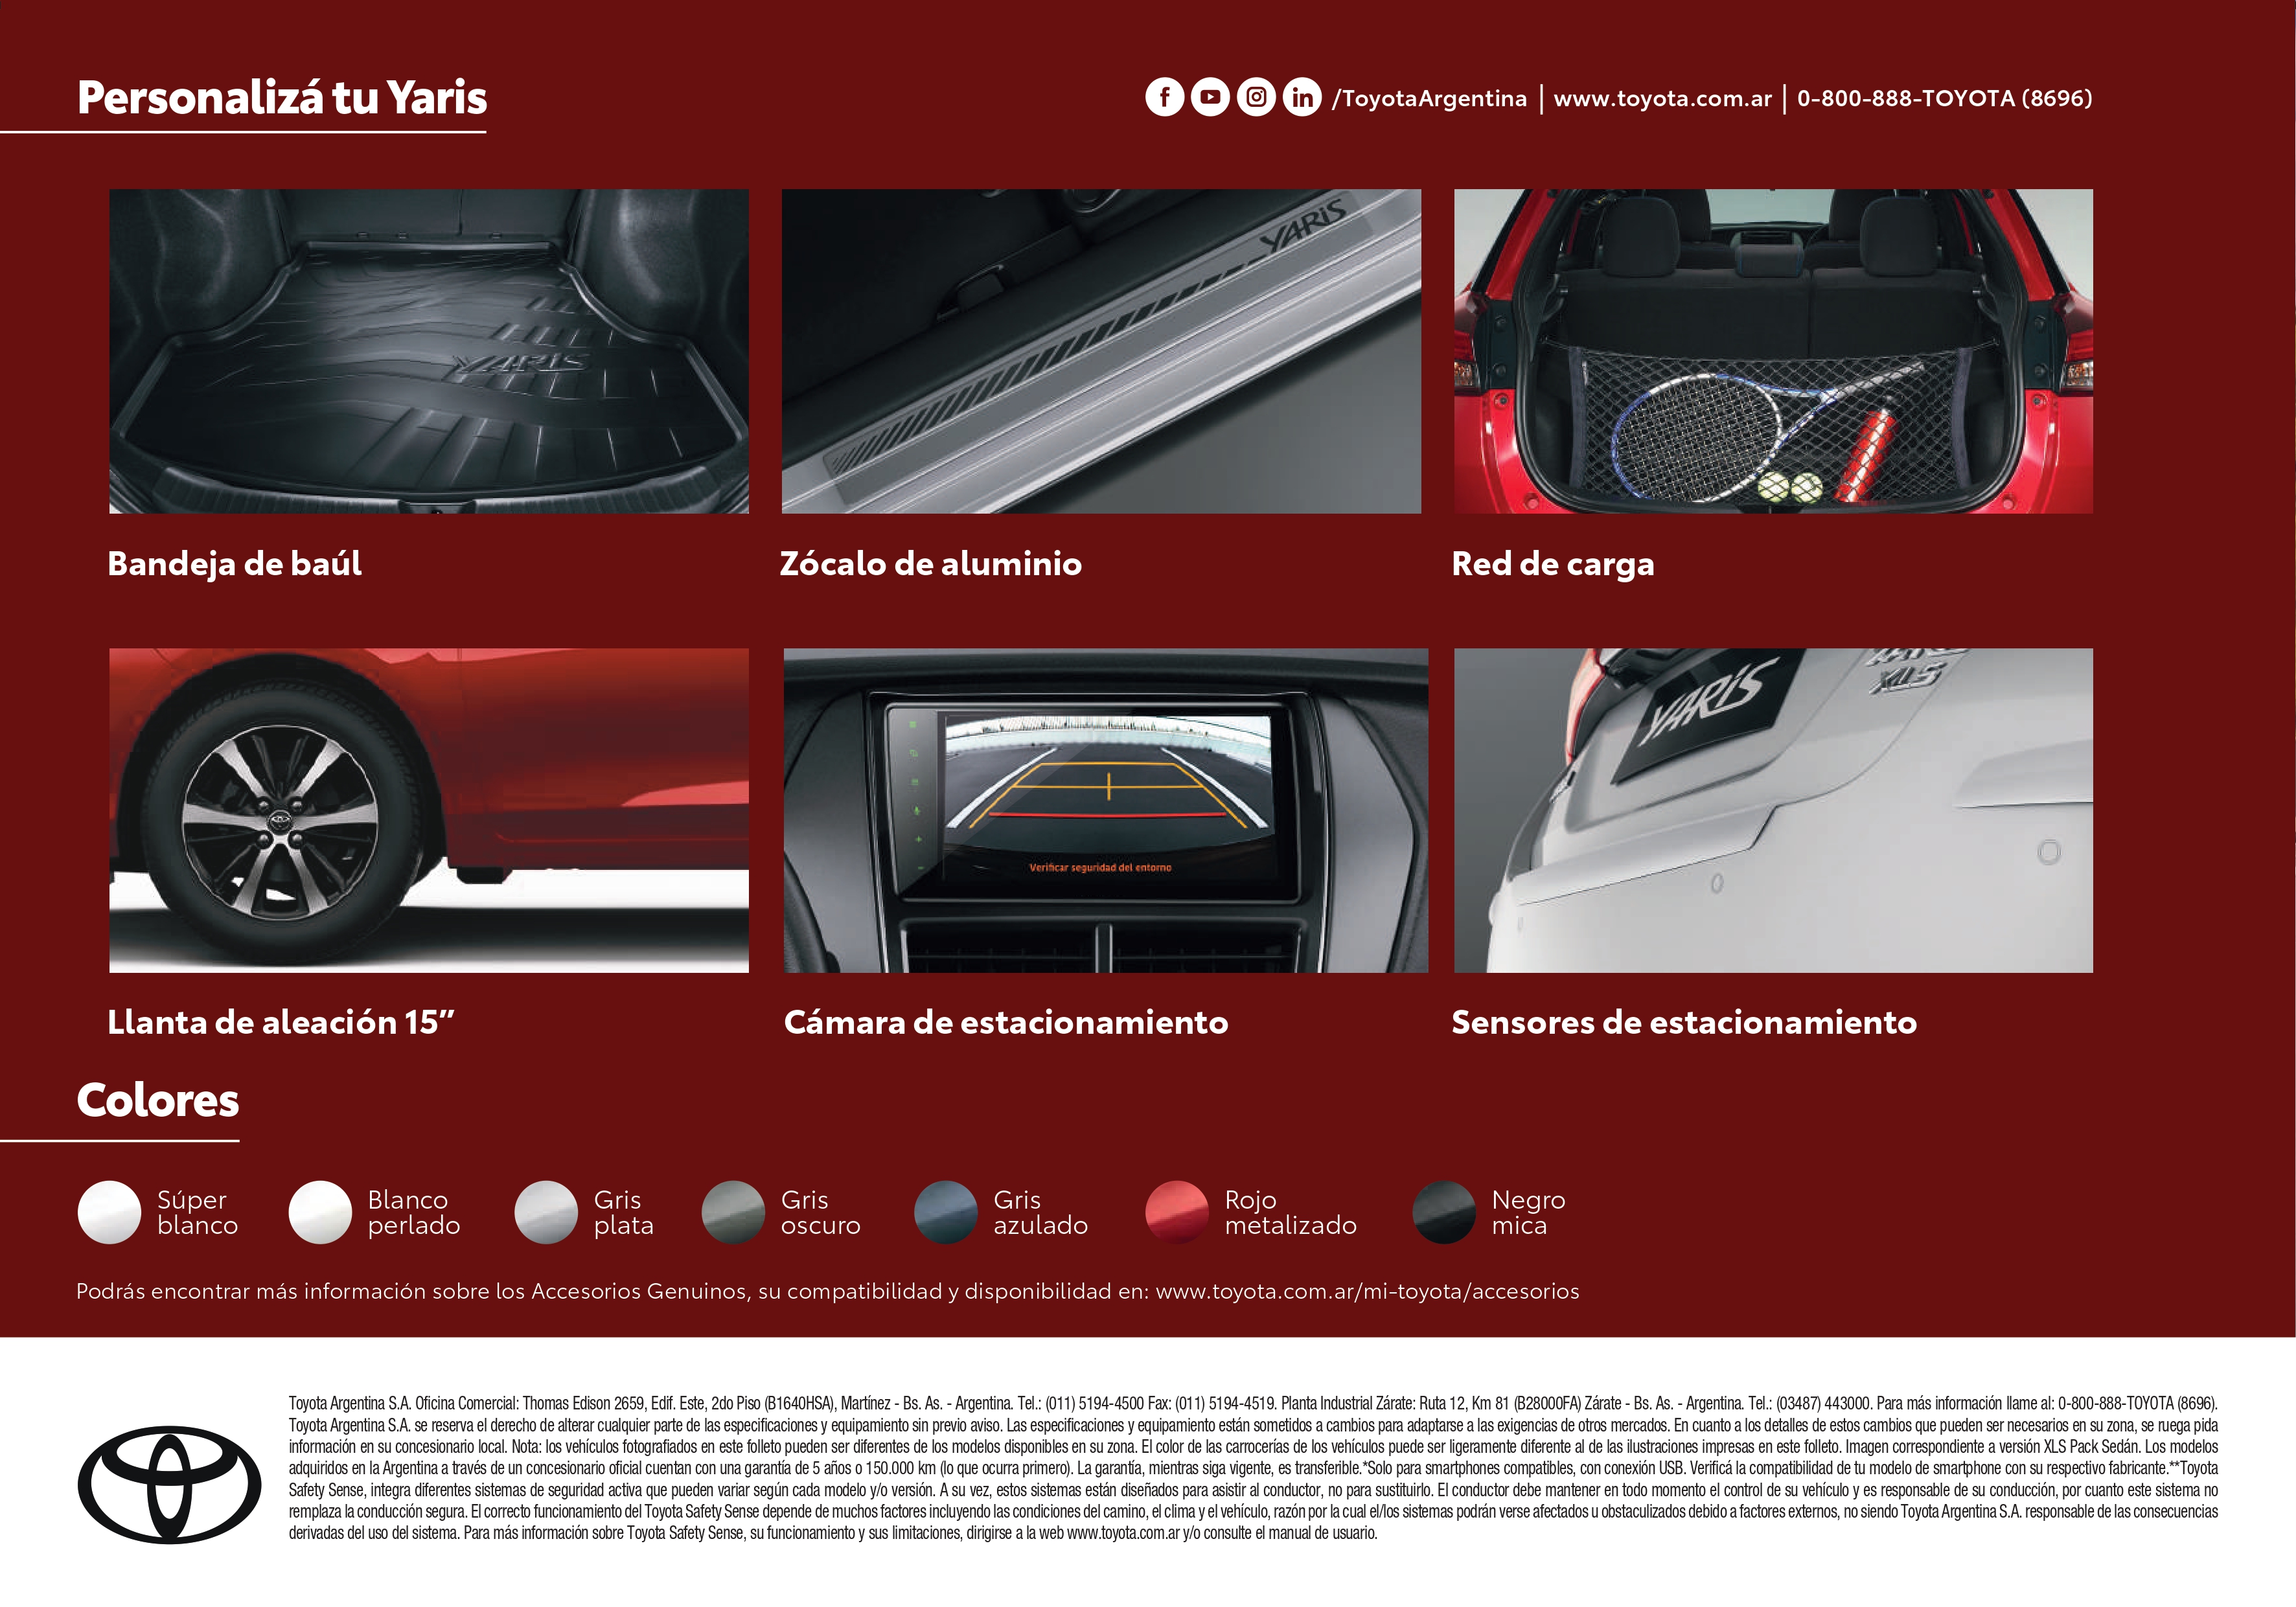 Personalizá tu Yaris
/ToyotaArgentina | www.toyota.com.ar | 0-800-888-TOYOTA (8696)
YARIS
YARIS
Bandeja de baúl
Zócalo de aluminio
Red de carga
Verificar seguridad del entorno
YARIS
XLS
Llanta de aleación 15”
Cámara de estacionamiento
Sensores de estacionamiento
Colores
Súper
blanco
Blanco
perlado
Gris
plata
Gris
oscuro
Gris
azulado
Rojo
metalizado
Negro
mica
Podrás encontrar más información sobre los Accesorios Genuinos, su compatibilidad y disponibilidad en: www.toyota.com.ar/mi-toyota/accesorios
Toyota Argentina S.A. Oficina Comercial: Thomas Edison 2659, Edif. Este, 2do Piso (B1640HSA), Martínez - Bs. As. - Argentina. Tel.: (011) 5194-4500 Fax: (011) 5194-4519. Planta Industrial Zárate: Ruta 12, Km 81 (B28000FA) Zárate - Bs. As. - Argentina. Tel.: (03487) 443000. Para más información llame al: 0-800-888-TOYOTA (8696).
Toyota Argentina S.A. se reserva el derecho de alterar cualquier parte de las especificaciones y equipamiento sin previo aviso. Las especificaciones y equipamiento están sometidos a cambios para adaptarse a las exigencias de otros mercados. En cuanto a los detalles de estos cambios que pueden ser necesarios en su zona, se ruega pida
información en su concesionario local. Nota: los vehículos fotografiados en este folleto pueden ser diferentes de los modelos disponibles en su zona. El color de las carrocerías de los vehículos puede ser ligeramente diferente al de las ilustraciones impresas en este folleto. Imagen correspondiente a versión XLS Pack Sedán. Los modelos
adquiridos en la Argentina a través de un concesionario oficial cuentan con una garantía de 5 años o 150.000 km (lo que ocurra primero). La garantía, mientras siga vigente, es transferible.*Solo para smartphones compatibles, con conexión USB. Verificá la compatibilidad de tu modelo de smartphone con su respectivo fabricante.**Toyota
Safety Sense, integra diferentes sistemas de seguridad activa que pueden variar según cada modelo y/o versión. A su vez, estos sistemas están diseñados para asistir al conductor, no para sustituirlo. El conductor debe mantener en todo momento el control de su vehículo y es responsable de su conducción, por cuanto este sistema no
remplaza la conducción segura. El correcto funcionamiento del Toyota Safety Sense depende de muchos factores incluyendo las condiciones del camino, el clima y el vehículo, razón por la cual el/los sistemas podrán verse afectados u obstaculizados debido a factores externos, no siendo Toyota Argentina S.A. responsable de las consecuencias
derivadas del uso del sistema. Para más información sobre Toyota Safety Sense, su funcionamiento y sus limitaciones, dirigirse a la web www.toyota.com.ar y/o consulte el manual de usuario.